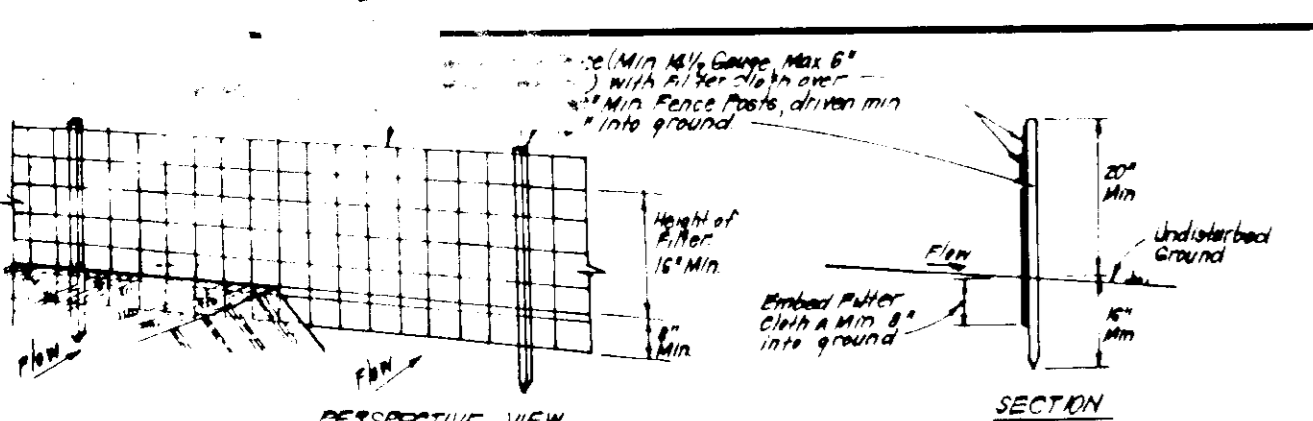 (Min 14½ Gauge, Max 6"
) with Filter cloth over
" Min. Fence Posts, driven min
" into ground
Height of
Filter
16" Min.
8"
Min.
Flow
Flow
PERSPECTIVE VIEW
20"
Min
Undisturbed
Ground
Flow
Embed Filter
Cloth A Min 8"
into ground
16"
Min
SECTION